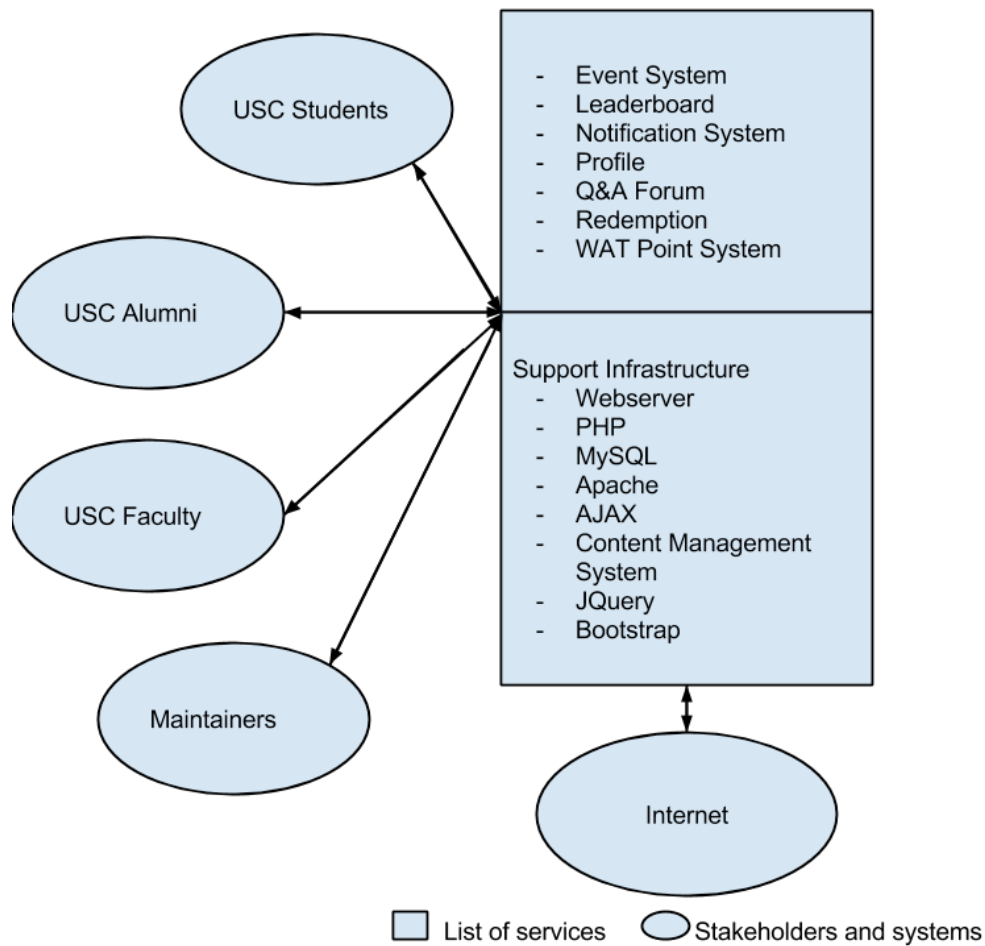 USC Students
USC Alumni
USC Faculty
Maintainers
- Event System
- Leaderboard
- Notification System
- Profile
- Q&A Forum
- Redemption
- WAT Point System
Support Infrastructure
- Webserver
- PHP
- MySQL
- Apache
- AJAX
- Content Management
System
- JQuery
- Bootstrap
Internet
List of services
Stakeholders and systems